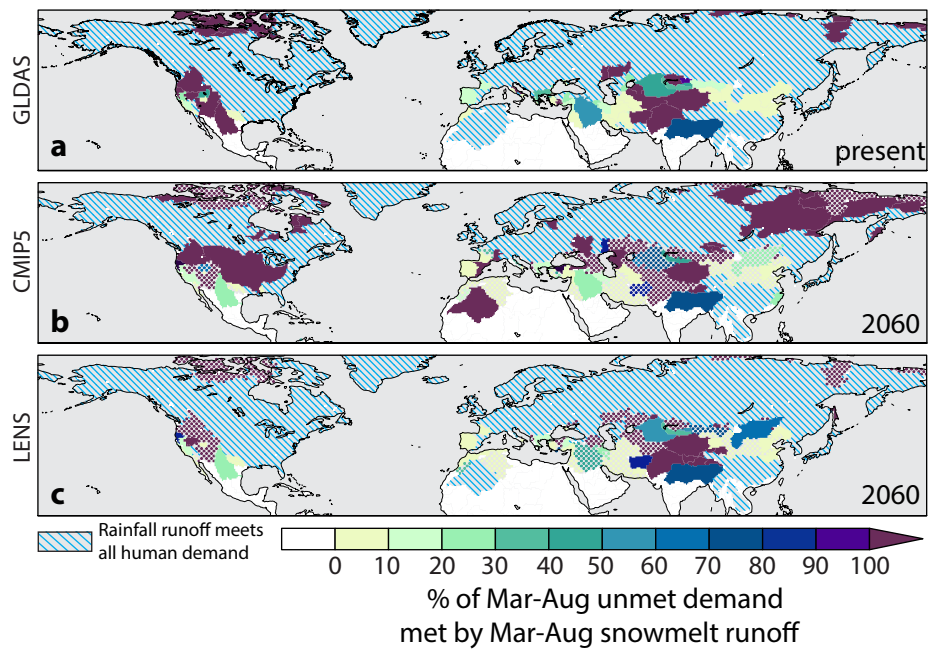 GLDAS
a
present
CMIP5
b
2060
LENS
c
2060
Rainfall runoff meets
all human demand
0 10 20 30 40 50 60 70 80 90 100
% of Mar-Aug unmet demand
met by Mar-Aug snowmelt runoff